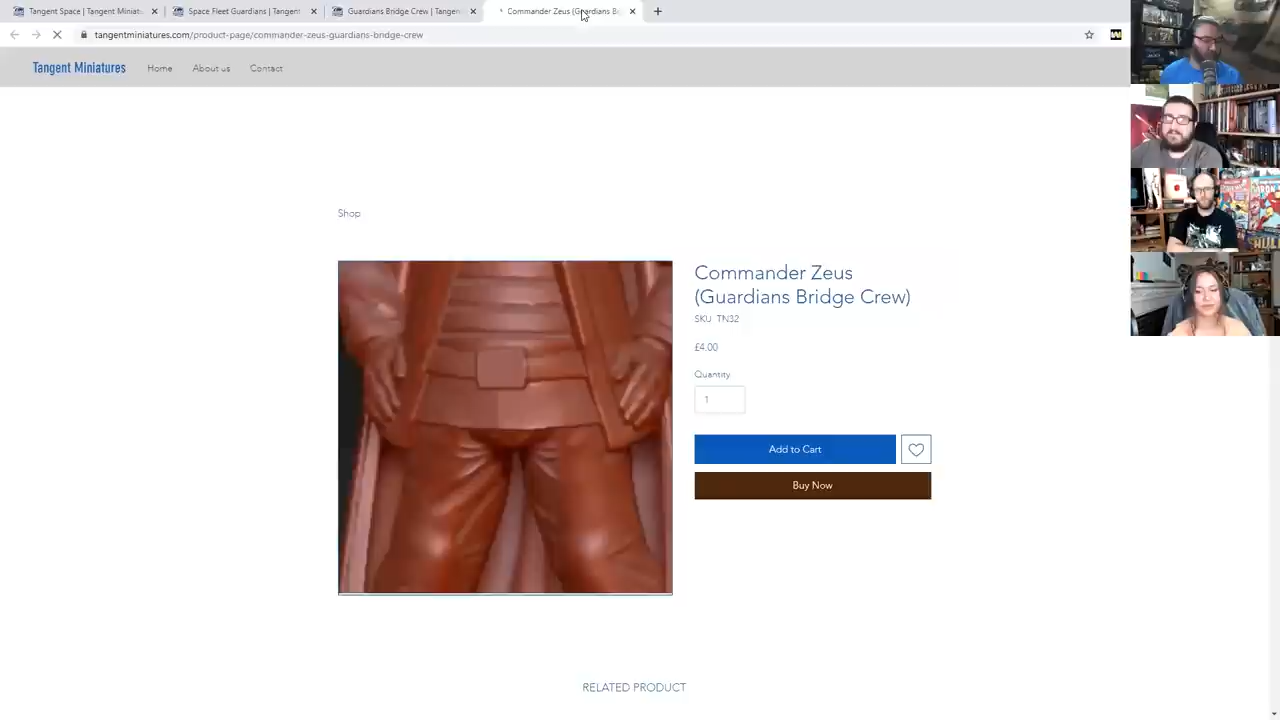 Tangent Space | Tangent Miniat
Space Fleet Guardians | Tangent
Guardians Bridge Crew | Tangen
Commander Zeus (Guardians Br
tangentminiatures.com/product-page/commander-zeus-guardians-bridge-crew
Tangent Miniatures
Home
About us
Contact
Shop
Commander Zeus
(Guardians Bridge Crew)
SKU TN32
£4.00
Quantity
1
Add to Cart
Buy Now
RELATED PRODUCT